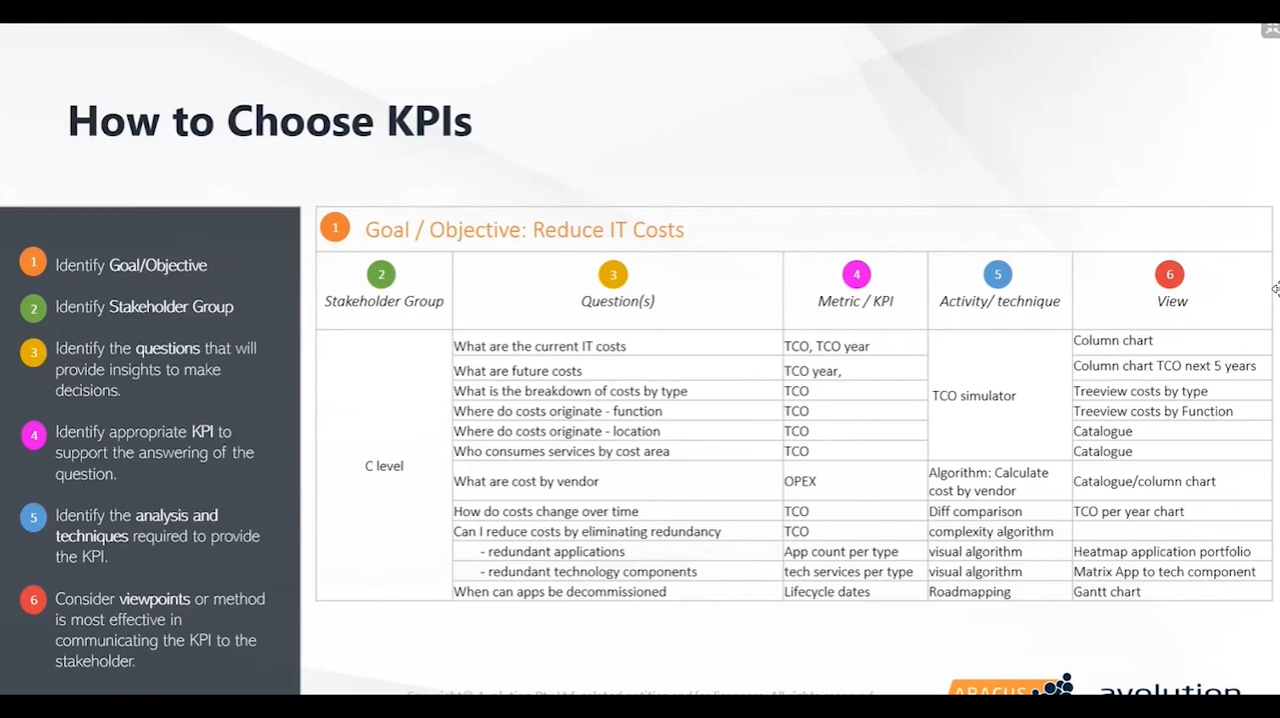 How to Choose KPIs
1 Identify Goal/Objective
2 Identify Stakeholder Group
3 Identify the questions that will
provide insights to make
decisions.
4 Identify appropriate KPI to
support the answering of the
question.
5 Identify the analysis and
techniques required to provide
the KPI.
6 Consider viewpoints or method
is most effective in
communicating the KPI to the
stakeholder.
1 Goal / Objective: Reduce IT Costs
2 3 4 5 6
Stakeholder Group Question(s) Metric / KPI Activity/ technique View
C level
What are the current IT costs TCO, TCO year Column chart
What are future costs TCO year, Column chart TCO next 5 years
What is the breakdown of costs by type TCO TCO simulator Treeview costs by type
Where do costs originate - function TCO Treeview costs by Function
Where do costs originate - location TCO Catalogue
Who consumes services by cost area TCO Catalogue
What are cost by vendor OPEX Algorithm: Calculate
cost by vendor Catalogue/column chart
How do costs change over time TCO Diff comparison TCO per year chart
Can I reduce costs by eliminating redundancy TCO complexity algorithm
- redundant applications App count per type visual algorithm Heatmap application portfolio
- redundant technology components tech services per type visual algorithm Matrix App to tech component
When can apps be decommissioned Lifecycle dates Roadmapping Gantt chart
ABACUS avolution